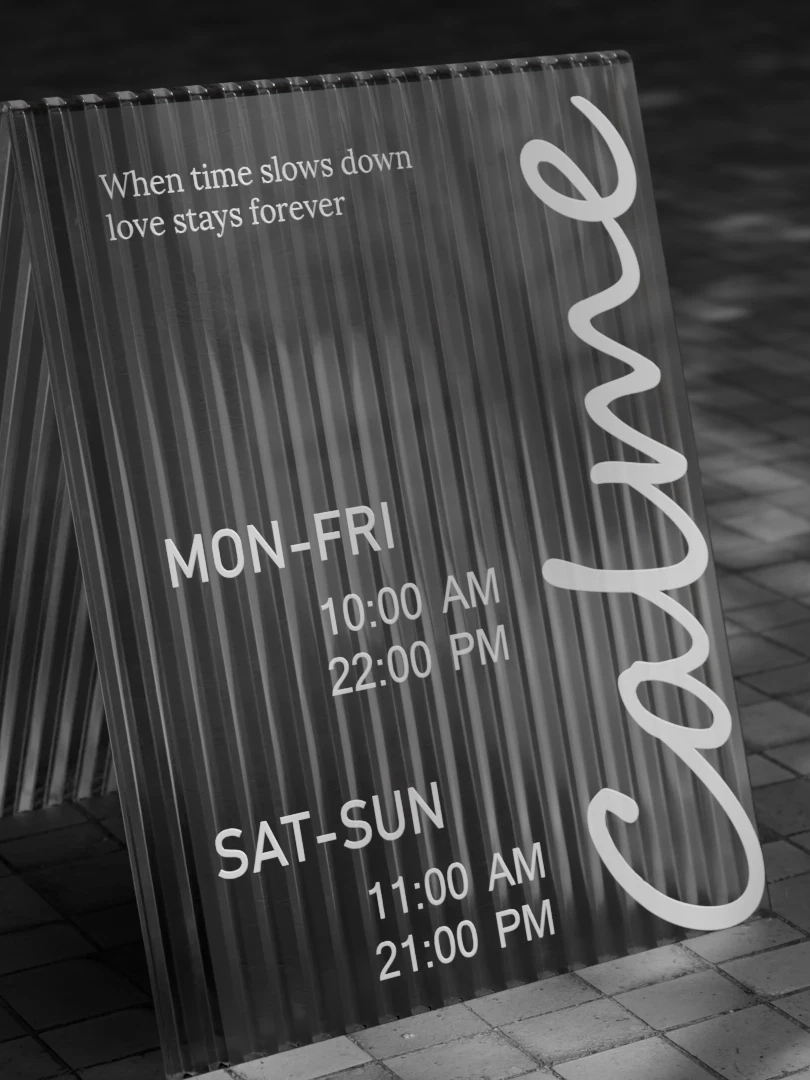 When time slows down
love stays forever
Calme
MON-FRI
10:00 AM
22:00 PM
SAT-SUN
11:00 AM
21:00 PM